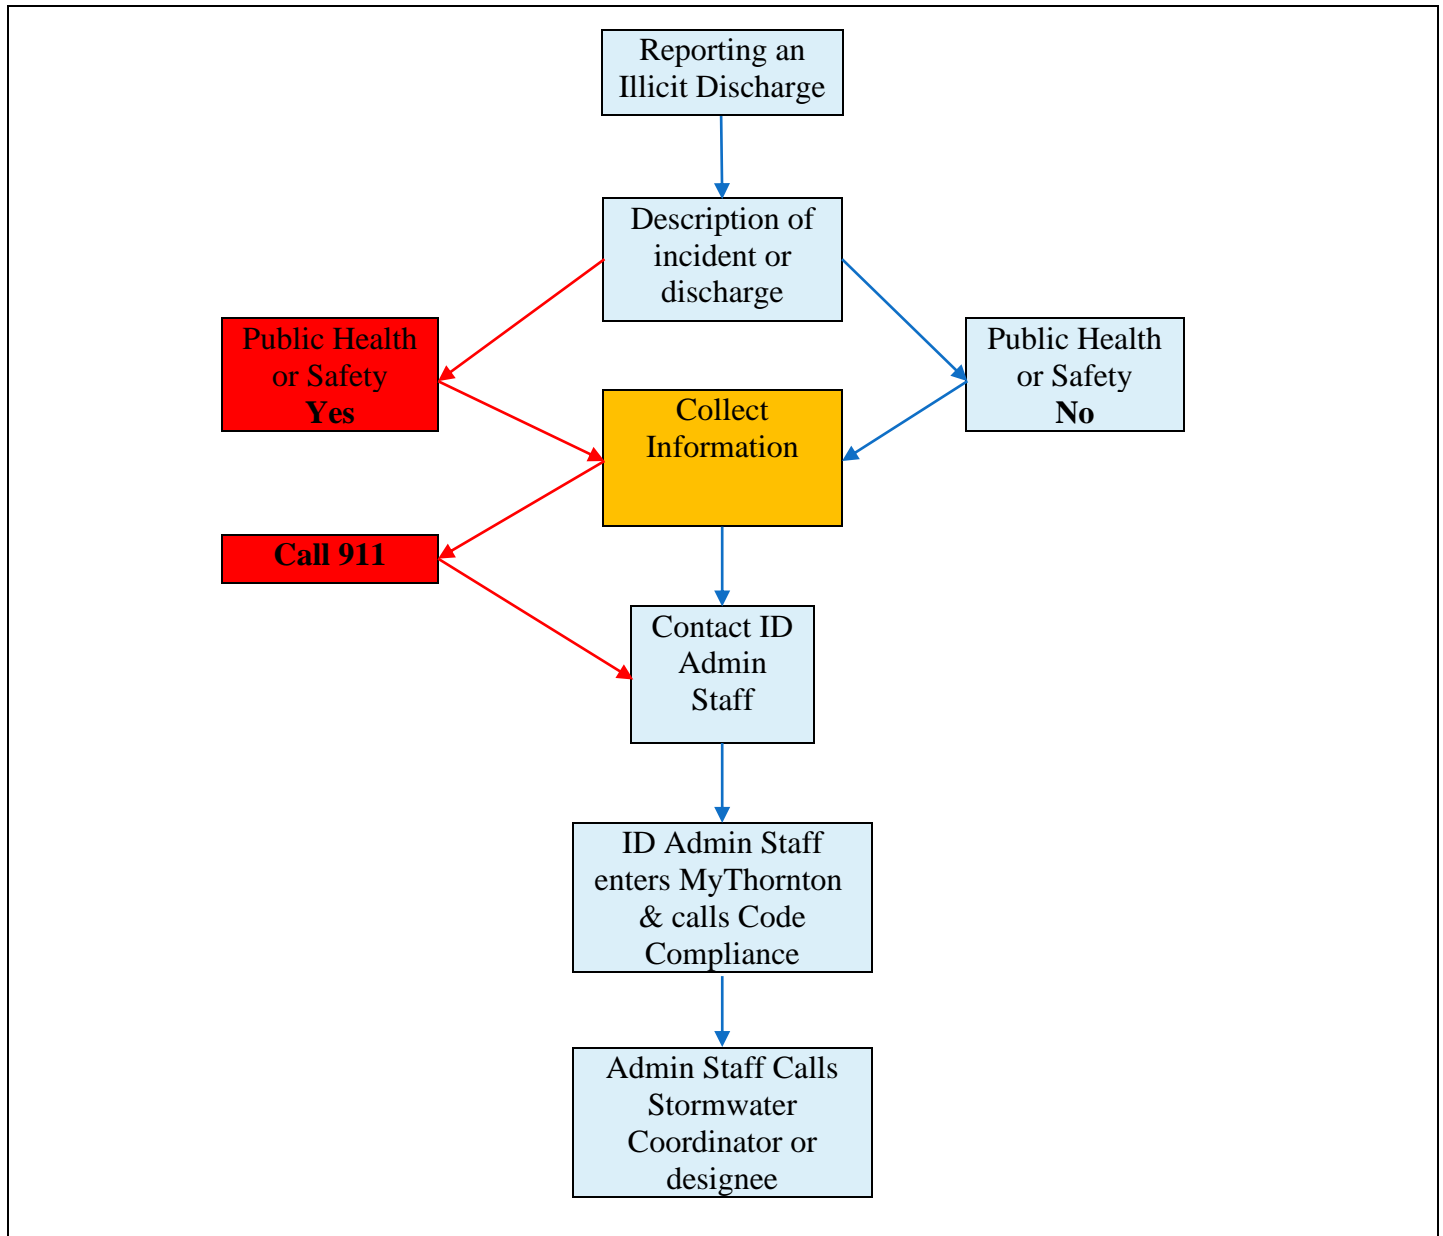 Reporting an
Illicit Discharge
Description of
incident or
discharge
Public Health
or Safety
Yes
Public Health
or Safety
No
Collect
Information
Call 911
Contact ID
Admin
Staff
ID Admin Staff
enters MyThornton
& calls Code
Compliance
Admin Staff Calls
Stormwater
Coordinator or
designee